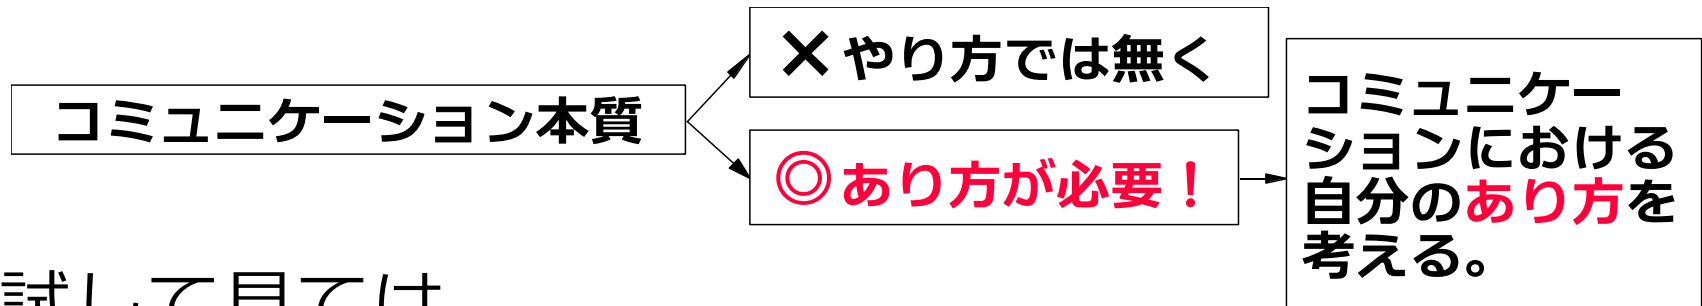 コミュニケーション本質
×やり方では無く
◎あり方が必要！
コミュニケー
ションにおける
自分のあり方を
考える。
試して見ては